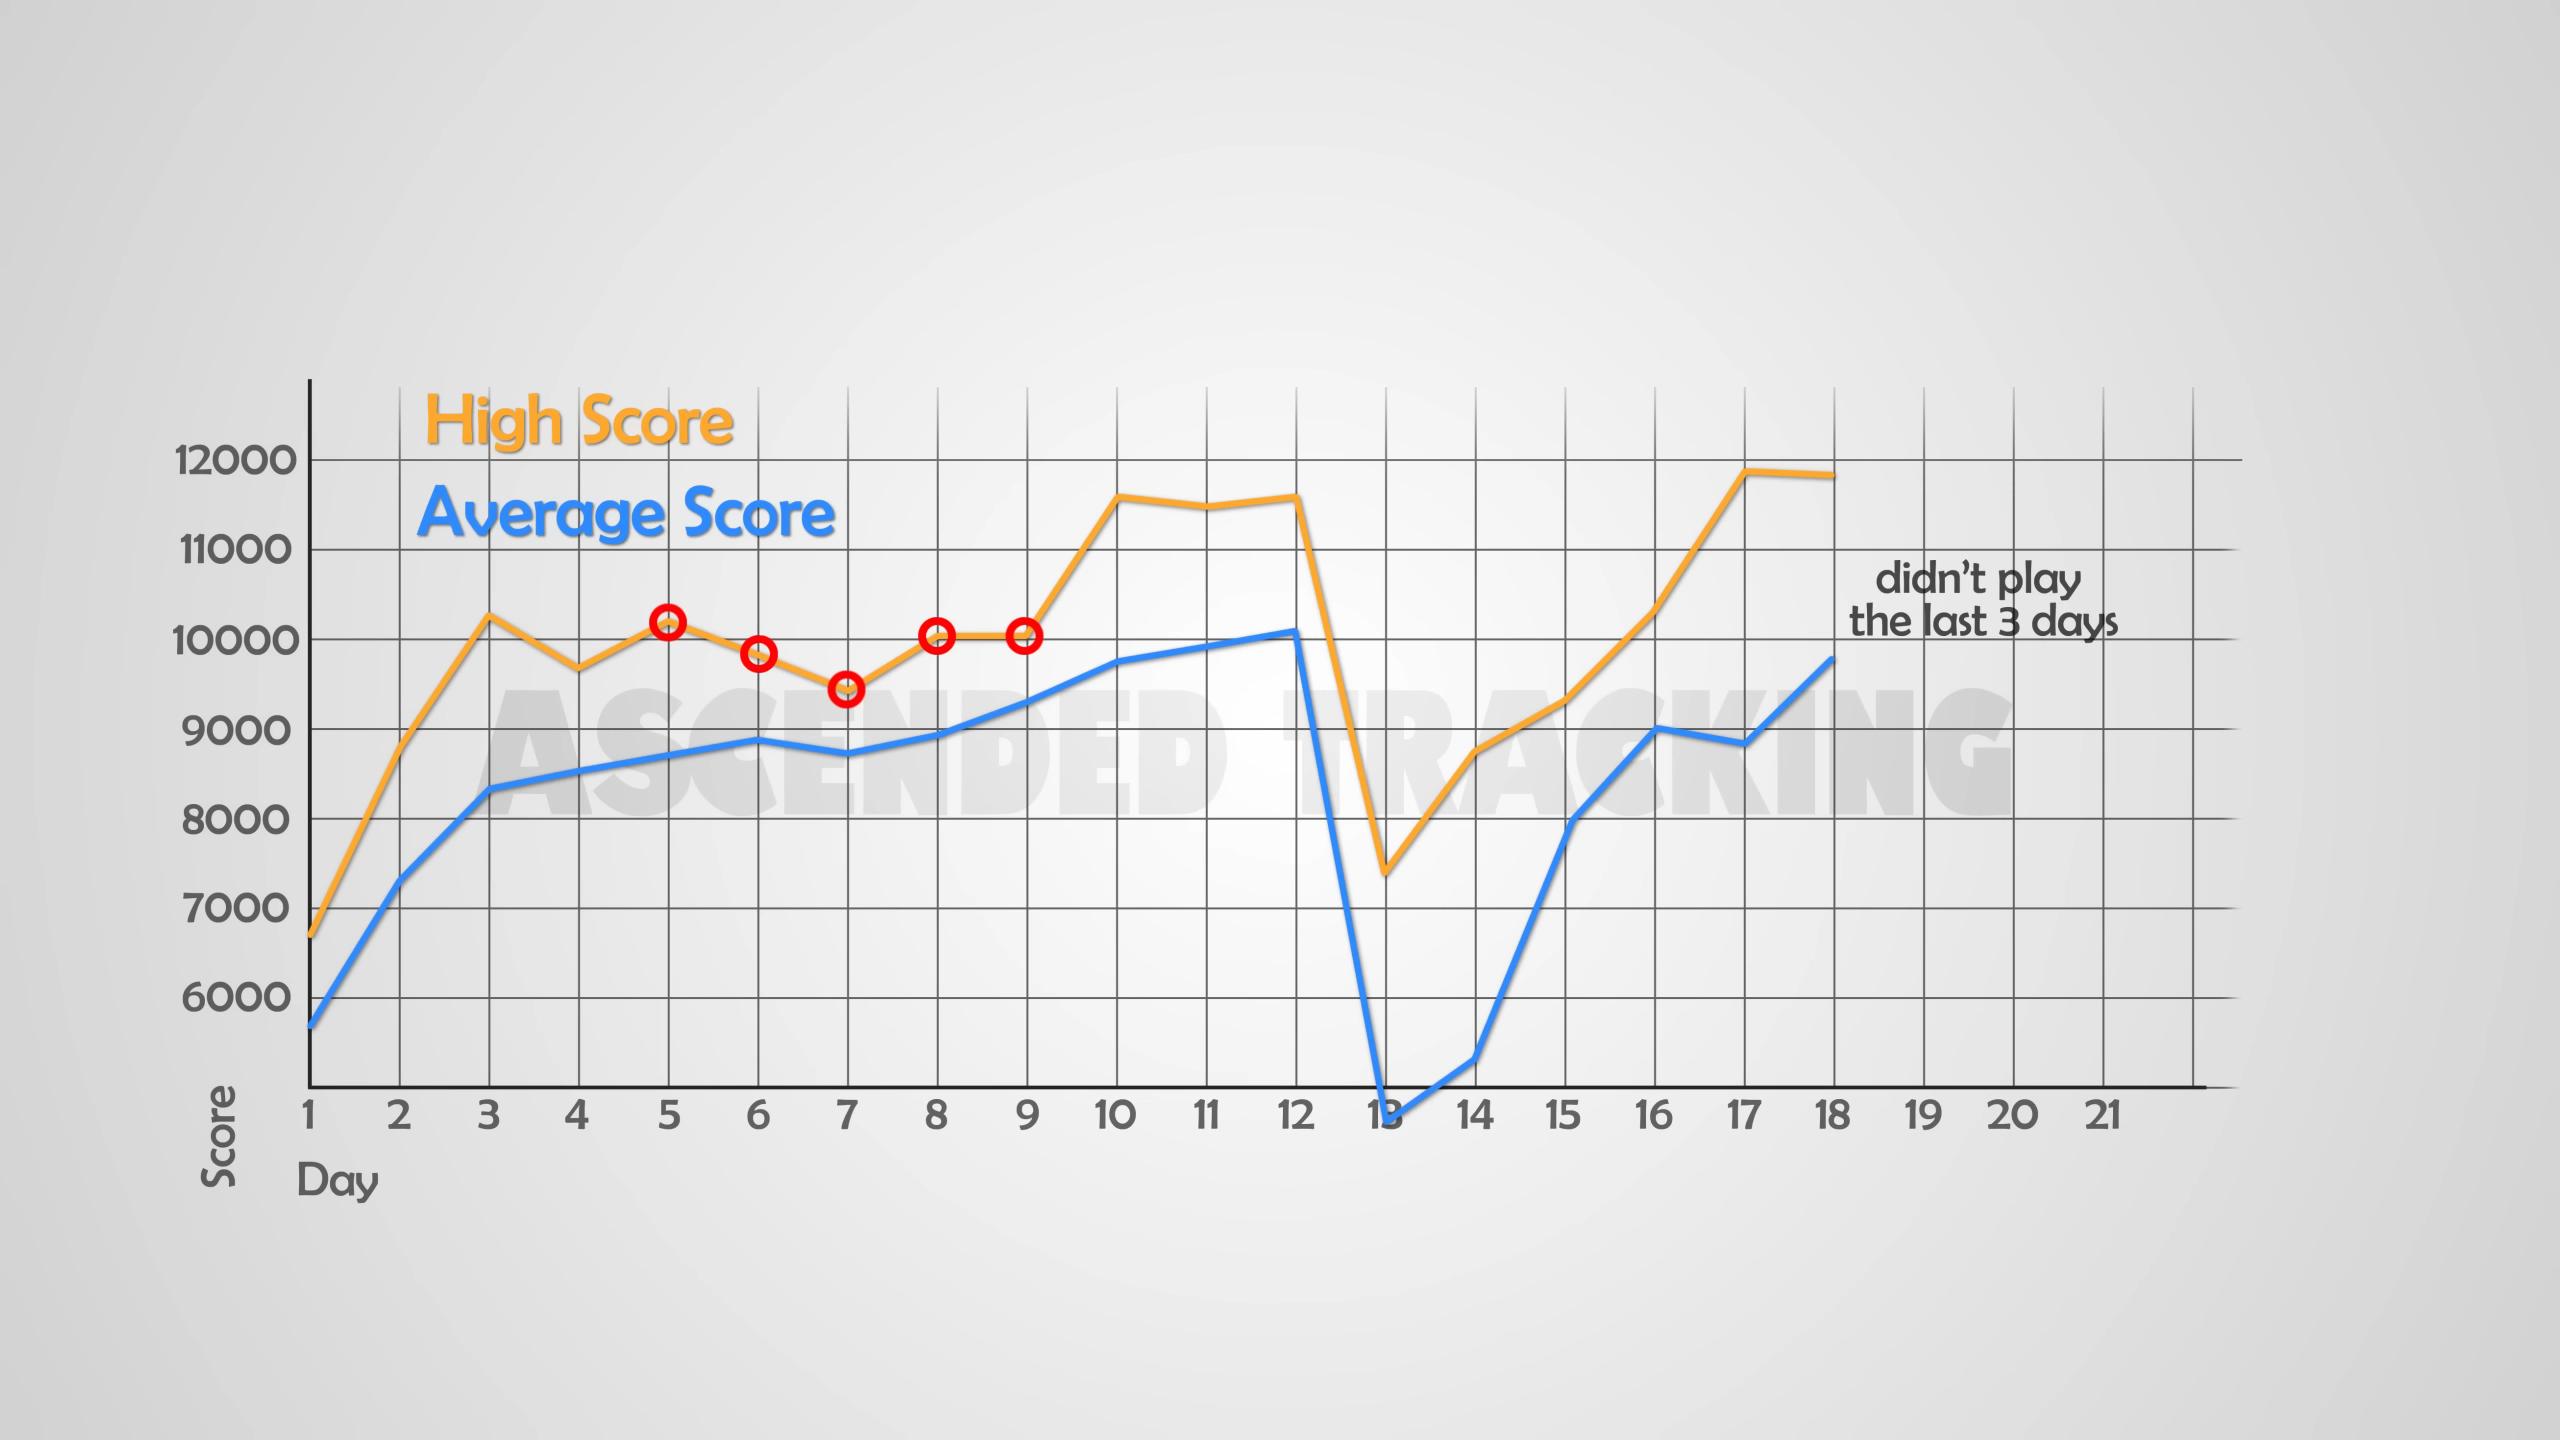 High Score
Average Score
12000
11000
10000
9000
8000
7000
6000
didn't play
the last 3 days
ASCENDED TRACKING
1 2 3 4 5 6 7 8 9 10 11 12 13 14 15 16 17 18 19 20 21
Score
Day